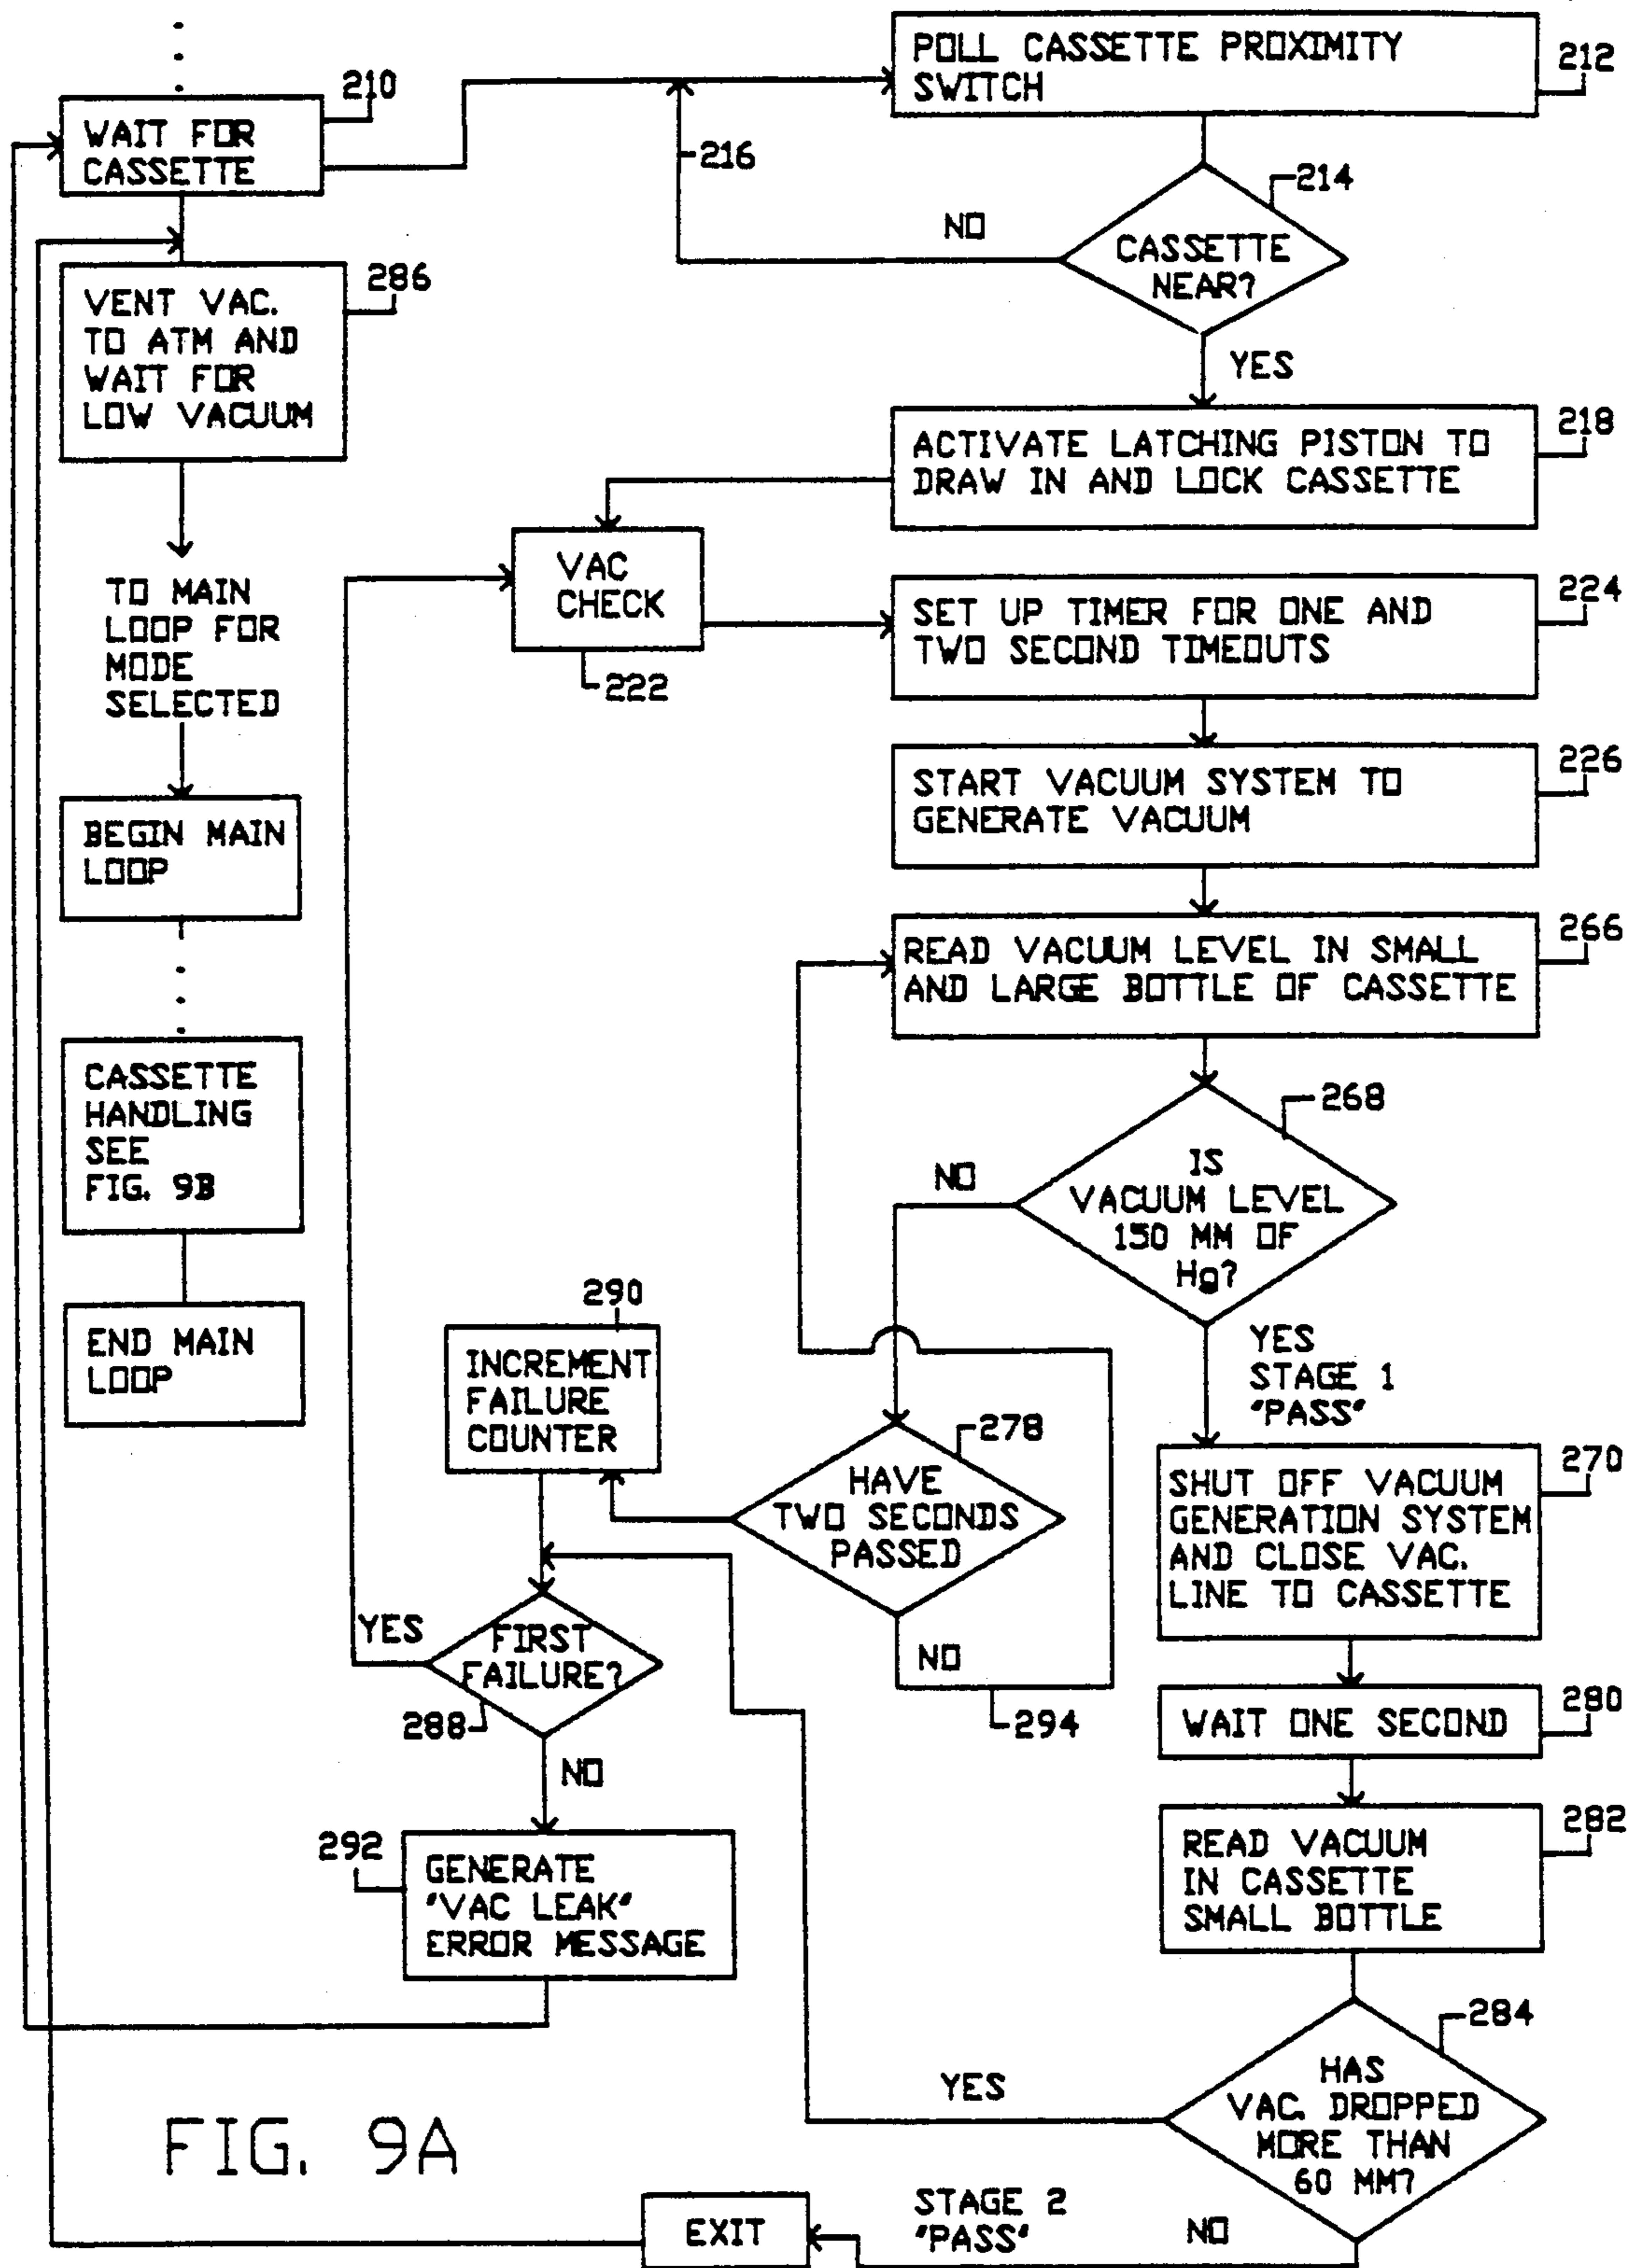 210
WAIT FOR
CASSETTE
POLL CASSETTE PROXIMITY
SWITCH
212
216
214
NO
CASSETTE
NEAR?
YES
286
VENT VAC.
TO ATM AND
WAIT FOR
LOW VACUUM
ACTIVATE LATCHING PISTON TO
DRAW IN AND LOCK CASSETTE
218
VAC
CHECK
222
TO MAIN
LOOP FOR
MODE
SELECTED
SET UP TIMER FOR ONE AND
TWO SECOND TIMEOUTS
224
START VACUUM SYSTEM TO
GENERATE VACUUM
226
BEGIN MAIN
LOOP
READ VACUUM LEVEL IN SMALL
AND LARGE BOTTLE OF CASSETTE
266
CASSETTE
HANDLING
SEE
FIG. 9B
268
NO
IS
VACUUM LEVEL
150 MM OF
Hg?
YES
STAGE 1
"PASS"
END MAIN
LOOP
290
INCREMENT
FAILURE
COUNTER
278
HAVE
TWO SECONDS
PASSED
NO
294
SHUT OFF VACUUM
GENERATION SYSTEM
AND CLOSE VAC.
LINE TO CASSETTE
270
YES
FIRST
FAILURE?
288
NO
WAIT ONE SECOND
280
292
GENERATE
"VAC LEAK"
ERROR MESSAGE
READ VACUUM
IN CASSETTE
SMALL BOTTLE
282
284
YES
HAS
VAC. DROPPED
MORE THAN
60 MM?
NO
STAGE 2
"PASS"
EXIT
FIG. 9A